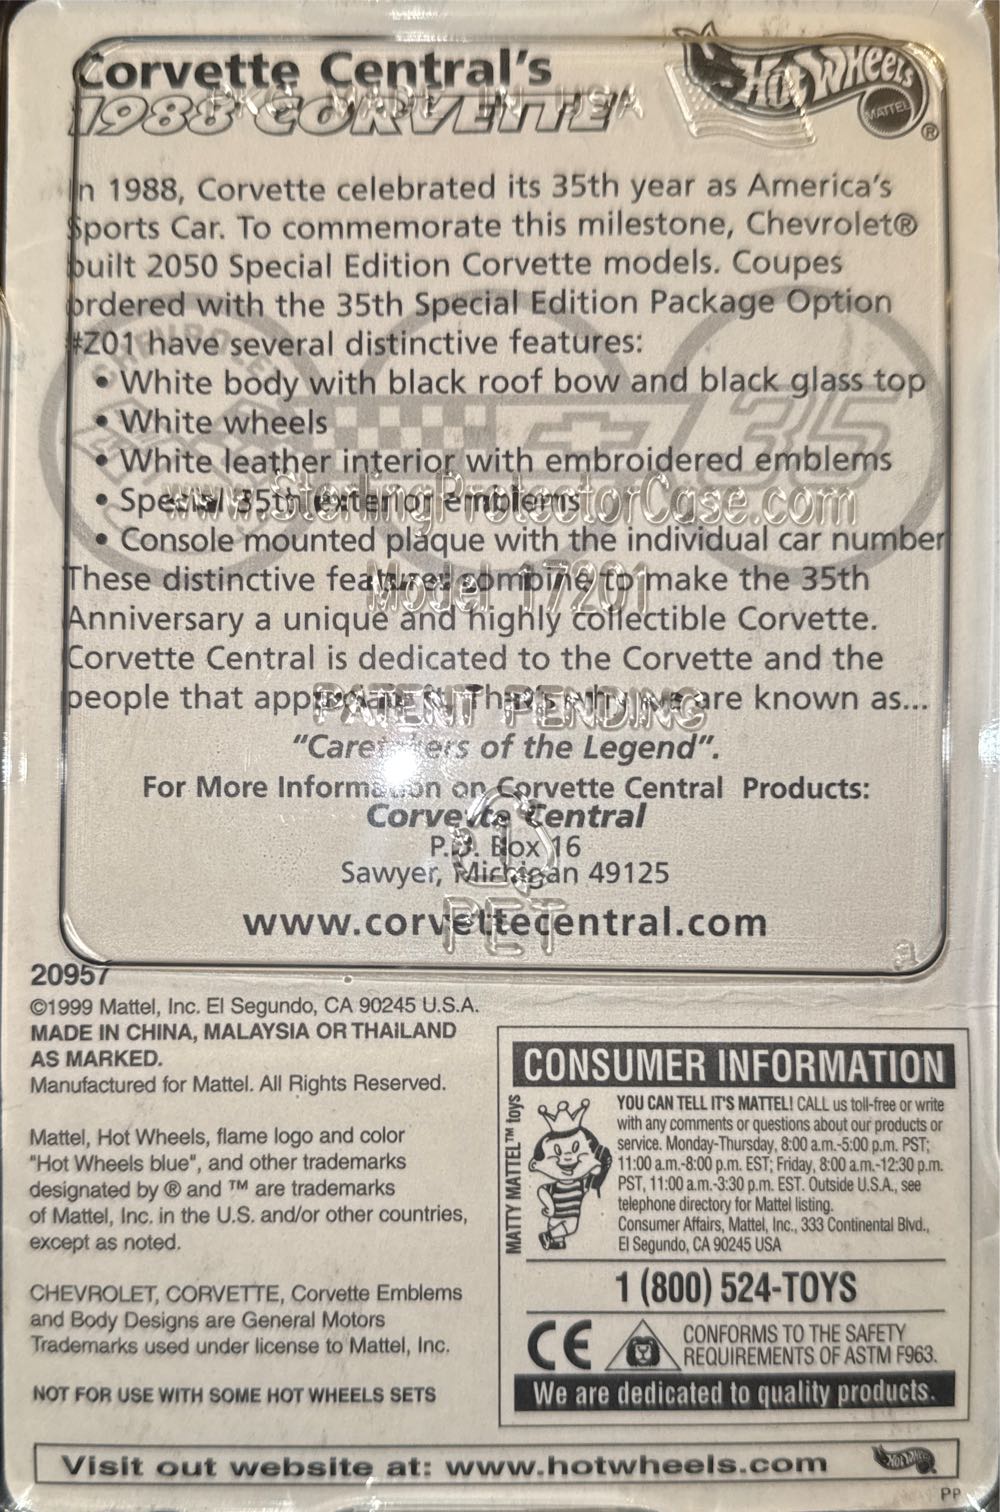 Corvette Central's
1988 CORVETTE
PKG MADE IN USA
HOT WHEELS
MATTEL
®
In 1988, Corvette celebrated its 35th year as America's
Sports Car. To commemorate this milestone, Chevrolet®
built 2050 Special Edition Corvette models. Coupes
ordered with the 35th Special Edition Package Option
#Z01 have several distinctive features:
• White body with black roof bow and black glass top
• White wheels
• White leather interior with embroidered emblems
• Special 35th exterior emblems
• Console mounted plaque with the individual car number
These distinctive features combine to make the 35th
Anniversary a unique and highly collectible Corvette.
Corvette Central is dedicated to the Corvette and the
people that appreciate it. That's why we are known as...
"Caretakers of the Legend".
For More Information on Corvette Central Products:
Corvette Central
P.O. Box 16
Sawyer, Michigan 49125
www.corvettecentral.com
35
www.SterlingProtectorCase.com
Model 17201
PATENT PENDING
1
PET
a
20957
©1999 Mattel, Inc. El Segundo, CA 90245 U.S.A.
MADE IN CHINA, MALAYSIA OR THAILAND
AS MARKED.
Manufactured for Mattel. All Rights Reserved.
Mattel, Hot Wheels, flame logo and color
"Hot Wheels blue", and other trademarks
designated by ® and ™ are trademarks
of Mattel, Inc. in the U.S. and/or other countries,
except as noted.
CHEVROLET, CORVETTE, Corvette Emblems
and Body Designs are General Motors
Trademarks used under license to Mattel, Inc.
NOT FOR USE WITH SOME HOT WHEELS SETS
CONSUMER INFORMATION
MATTY MATTEL™ toys
YOU CAN TELL IT'S MATTEL! CALL us toll-free or write
with any comments or questions about our products or
service. Monday-Thursday, 8:00 a.m.-5:00 p.m. PST;
11:00 a.m.-8:00 p.m. EST; Friday, 8:00 a.m.-12:30 p.m.
PST, 11:00 a.m.-3:30 p.m. EST. Outside U.S.A., see
telephone directory for Mattel listing.
Consumer Affairs, Mattel, Inc., 333 Continental Blvd.,
El Segundo, CA 90245 USA
1 (800) 524-TOYS
CE
CONFORMS TO THE SAFETY
REQUIREMENTS OF ASTM F963.
We are dedicated to quality products.
Visit out website at: www.hotwheels.com
Hot Wheels
PP